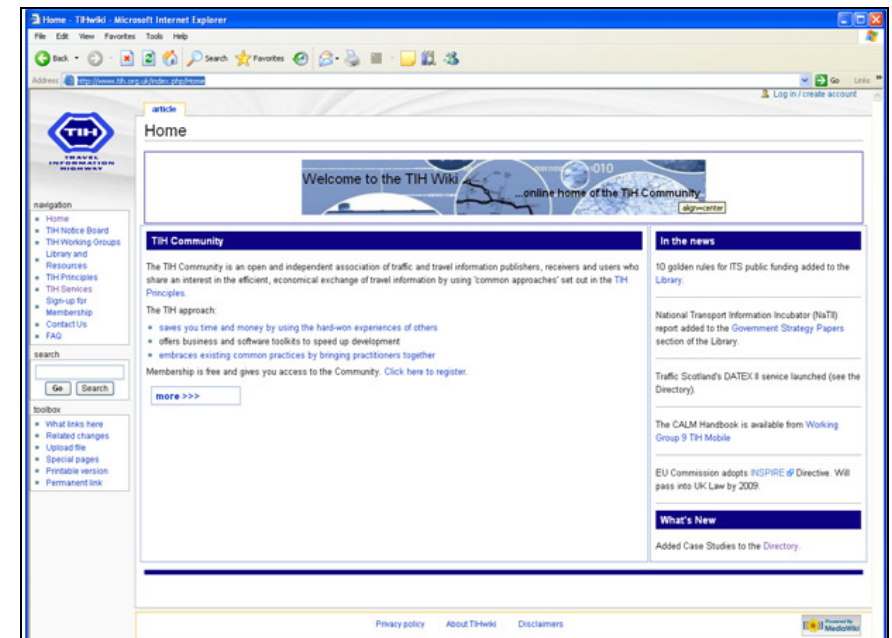 Home - TIHwiki - Microsoft Internet Explorer
File Edit View Favorites Tools Help
Back Search Favorites
Address http://www.tih.org.uk/index.php/Home Go Links
Log in / create account
article
TIH
TRAVEL
INFORMATION
HIGHWAY
Home
Welcome to the TIH Wiki
010
...online home of the TIH Community
align=center
navigation
Home
TIH Notice Board
TIH Working Groups
Library and
Resources
TIH Principles
TIH Services
Sign-up for
Membership
Contact Us
FAQ
search
Go Search
toolbox
What links here
Related changes
Upload file
Special pages
Printable version
Permanent link
TIH Community
The TIH Community is an open and independent association of traffic and travel information publishers, receivers and users who
share an interest in the efficient, economical exchange of travel information by using 'common approaches' set out in the TIH
Principles.
The TIH approach:
saves you time and money by using the hard-won experiences of others
offers business and software toolkits to speed up development
embraces existing common practices by bringing practitioners together
Membership is free and gives you access to the Community. Click here to register.
more >>>
In the news
10 golden rules for ITS public funding added to the
Library.
National Transport Information Incubator (NaTII)
report added to the Government Strategy Papers
section of the Library.
Traffic Scotland's DATEX II service launched (see the
Directory).
The CALM Handbook is available from Working
Group 9 TIH Mobile
EU Commission adopts INSPIRE Directive. Will
pass into UK Law by 2009.
What's New
Added Case Studies to the Directory.
Privacy policy About TIHwiki Disclaimers
Powered By
MediaWiki